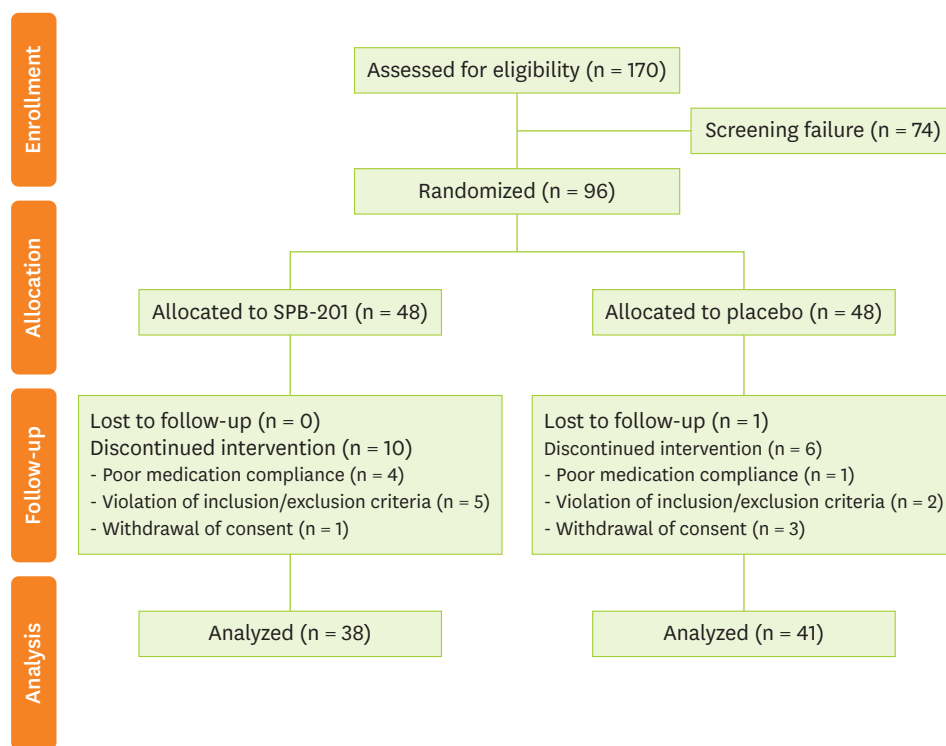 Enrollment
Assessed for eligibility (n = 170)
Screening failure (n = 74)
Randomized (n = 96)
Allocation
Allocated to SPB-201 (n = 48)
Allocated to placebo (n = 48)
Follow-up
Lost to follow-up (n = 0)
Discontinued intervention (n = 10)
- Poor medication compliance (n = 4)
- Violation of inclusion/exclusion criteria (n = 5)
- Withdrawal of consent (n = 1)
Lost to follow-up (n = 1)
Discontinued intervention (n = 6)
- Poor medication compliance (n = 1)
- Violation of inclusion/exclusion criteria (n = 2)
- Withdrawal of consent (n = 3)
Analysis
Analyzed (n = 38)
Analyzed (n = 41)